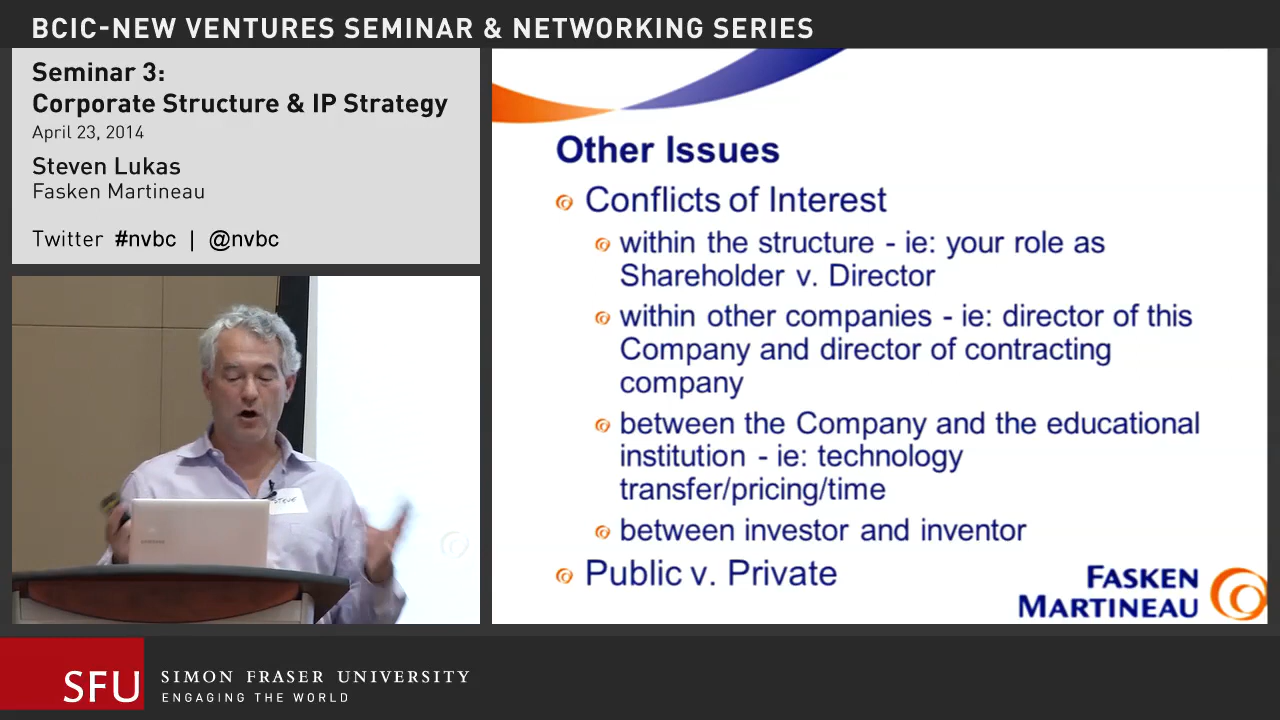 BCIC-NEW VENTURES SEMINAR & NETWORKING SERIES
Seminar 3:
Corporate Structure & IP Strategy
April 23, 2014
Steven Lukas
Fasken Martineau
Twitter #nvbc | @nvbc
Other Issues
Conflicts of Interest
within the structure - ie: your role as
Shareholder v. Director
within other companies - ie: director of this
Company and director of contracting
company
between the Company and the educational
institution - ie: technology
transfer/pricing/time
between investor and inventor
Public v. Private
FASKEN
MARTINEAU
SAMSUNG
SFU
SIMON FRASER UNIVERSITY
ENGAGING THE WORLD